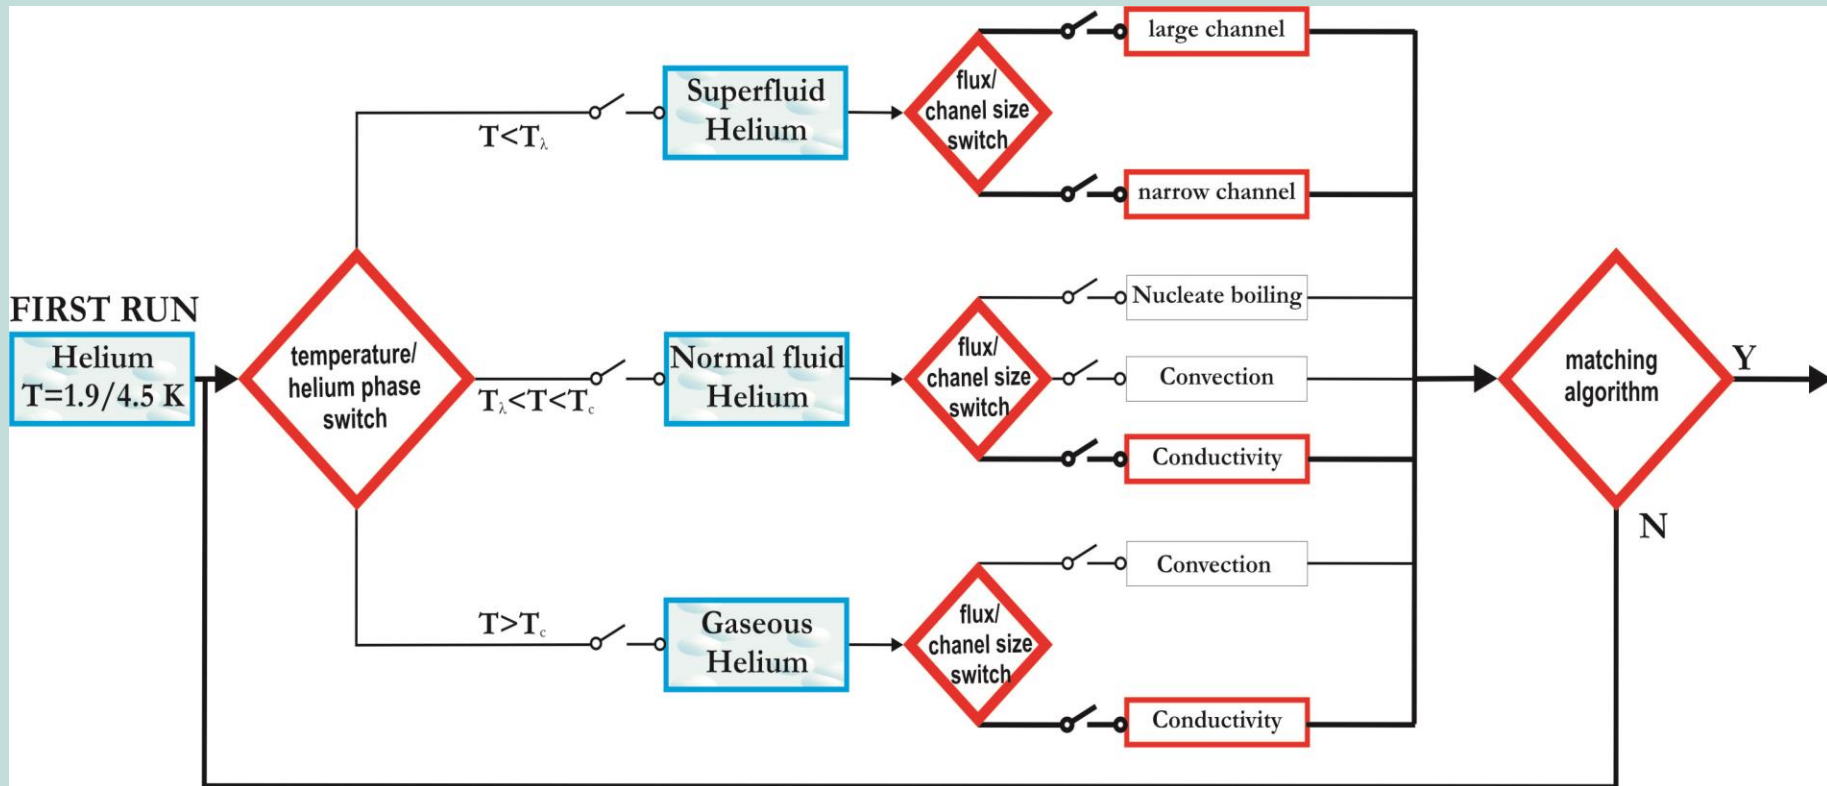 FIRST RUN
Helium
T=1.9/4.5 K
temperature/
helium phase
switch
T<Tλ
Superfluid
Helium
flux/
chanel size
switch
large channel
narrow channel
Tλ<T<Tc
Normal fluid
Helium
flux/
chanel size
switch
Nucleate boiling
Convection
Conductivity
T>Tc
Gaseous
Helium
flux/
chanel size
switch
Convection
Conductivity
matching
algorithm
Y
N